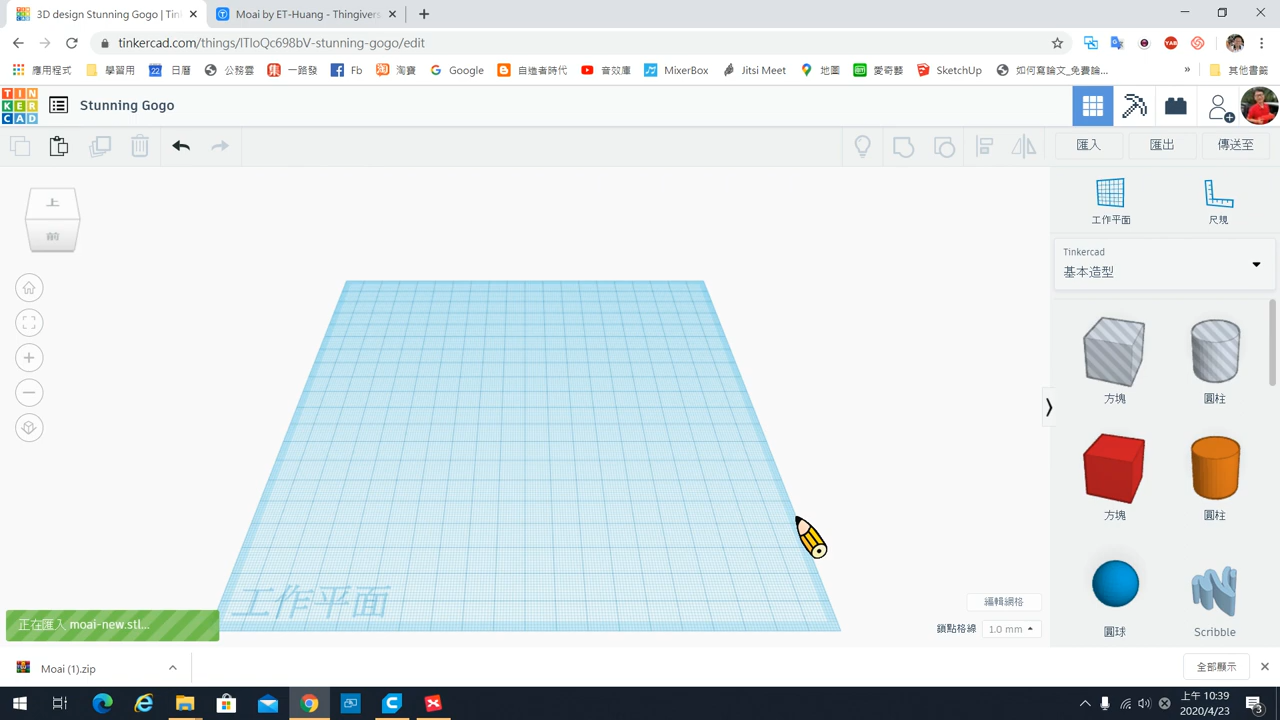 3D design Stunning Gogo | Tin
Moai by ET-Huang - Thingivers
tinkercad.com/things/lTloQc698bV-stunning-gogo/edit
應用程式
學習用
22
日曆
公務雲
集
一路發
Fb
淘
淘寶
Google
自造者時代
音效庫
MixerBox
Jitsi Meet
地圖
愛奇藝
SketchUp
如何寫論文_免費論...
»
其他書籤
TIN
KER
CAD
Stunning Gogo
匯入
匯出
傳送至
上
前
工作平面
尺規
Tinkercad
基本造型
方塊
圓柱
方塊
圓柱
圓球
Scribble
工作平面
編輯網格
鎖點格線
1.0 mm
正在匯入 moai-new.stl...
Moai (1).zip
全部顯示
上午 10:39
2020/4/23
3